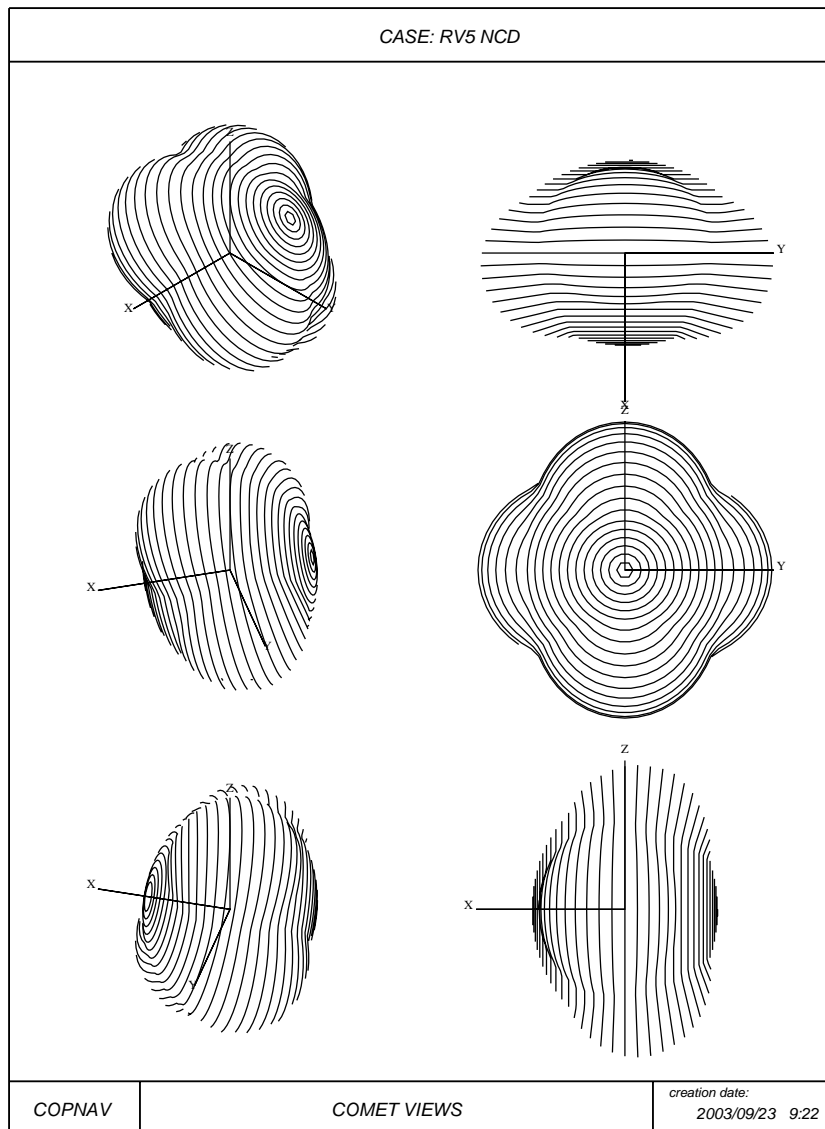 CASE: RV5 NCD
Z
X
Y
Y
X
Z
Z
X
Y
Y
Z
X
Y
Z
X
COPNAV
COMET VIEWS
creation date:
2003/09/23 9:22